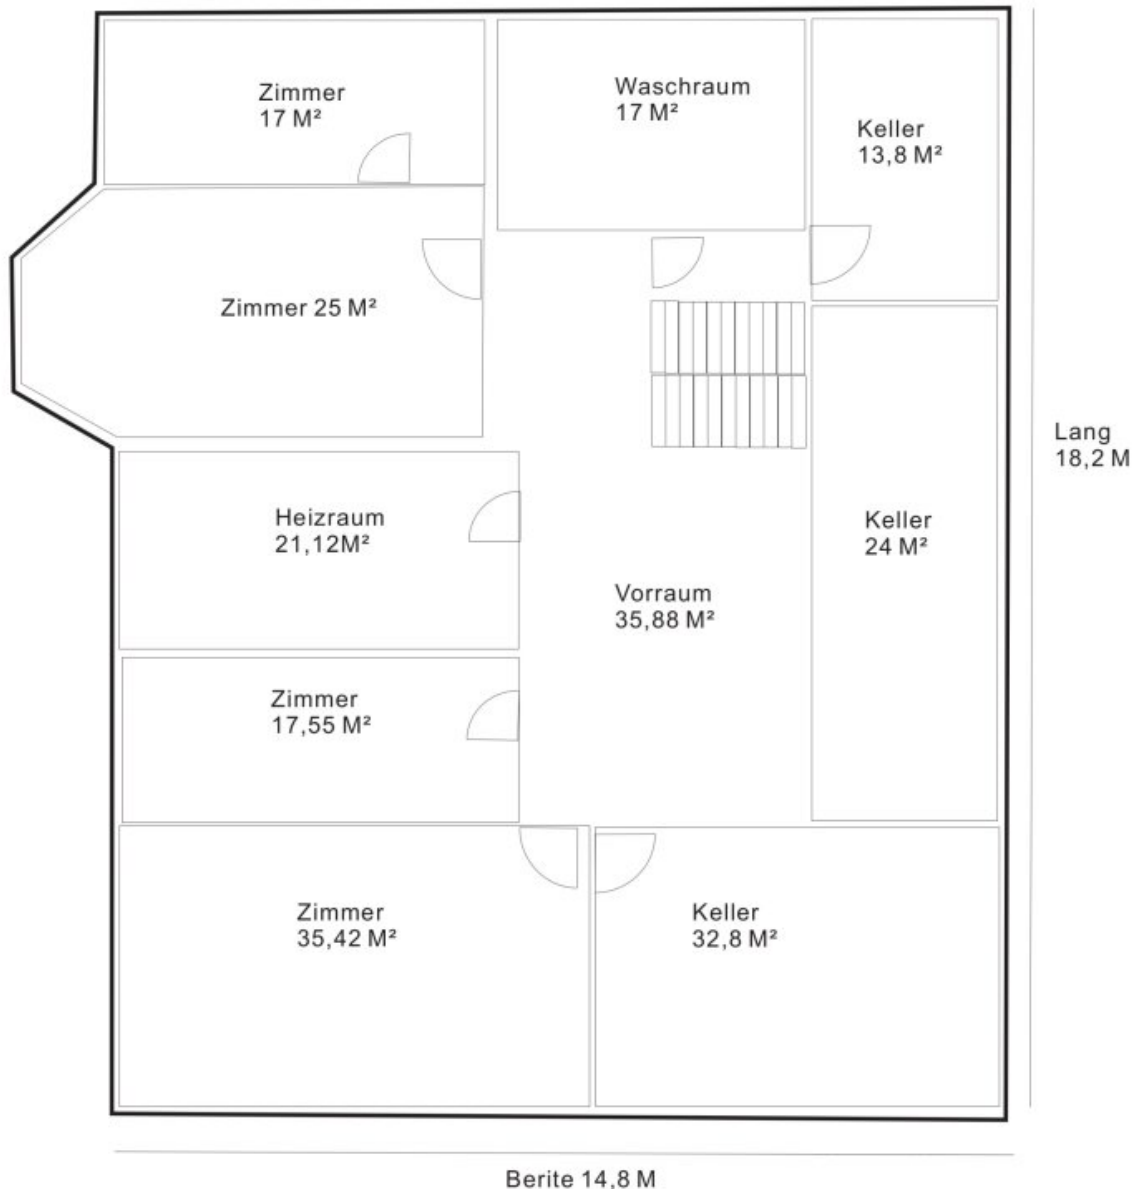 Zimmer
17 M²
Waschraum
17 M²
Keller
13,8 M²
Zimmer 25 M²
Lang
18,2 M
Heizraum
21,12M²
Keller
24 M²
Vorraum
35,88 M²
Zimmer
17,55 M²
Zimmer
35,42 M²
Keller
32,8 M²
Berite 14,8 M